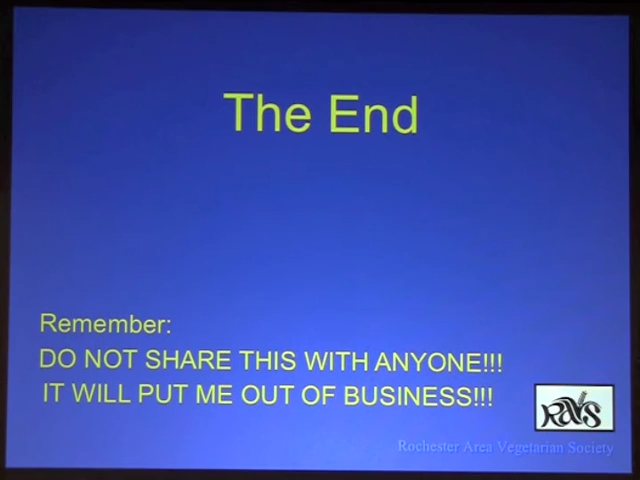 The End
Remember:
DO NOT SHARE THIS WITH ANYONE!!!
IT WILL PUT ME OUT OF BUSINESS!!!
RAVS
Rochester Area Vegetarian Society